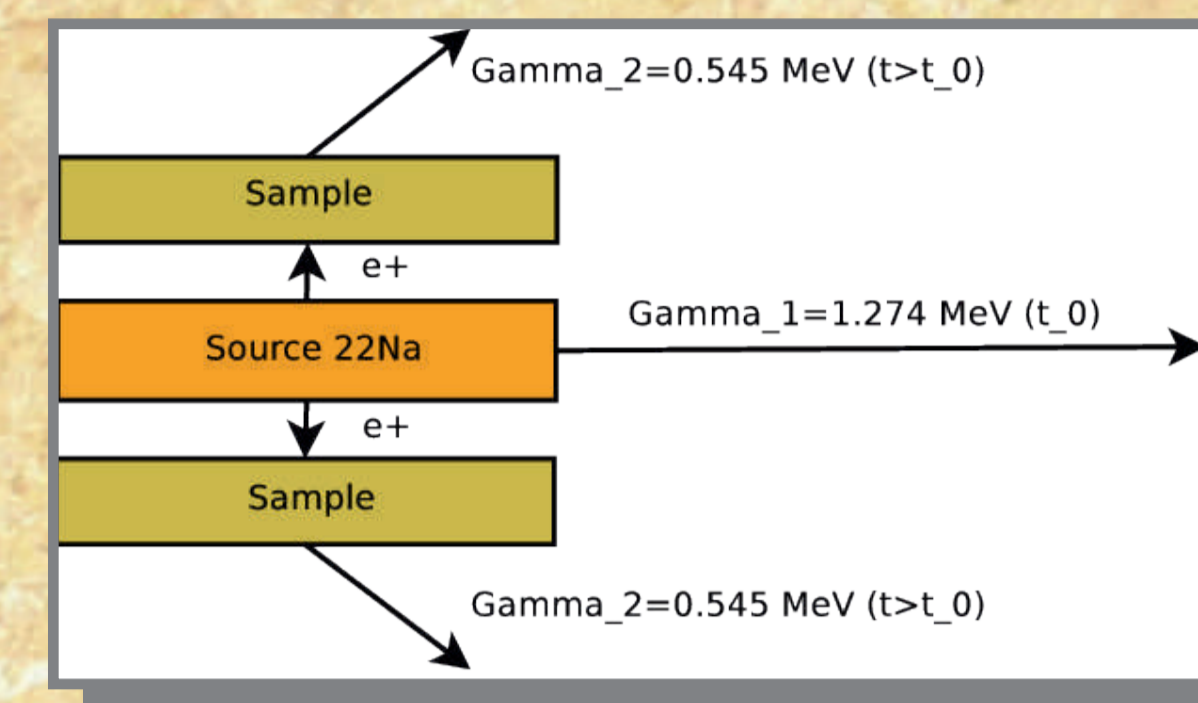 Gamma_2=0.545 MeV (t>t_0)
Sample
e+
Gamma_1=1.274 MeV (t_0)
Source 22Na
e+
Sample
Gamma_2=0.545 MeV (t>t_0)